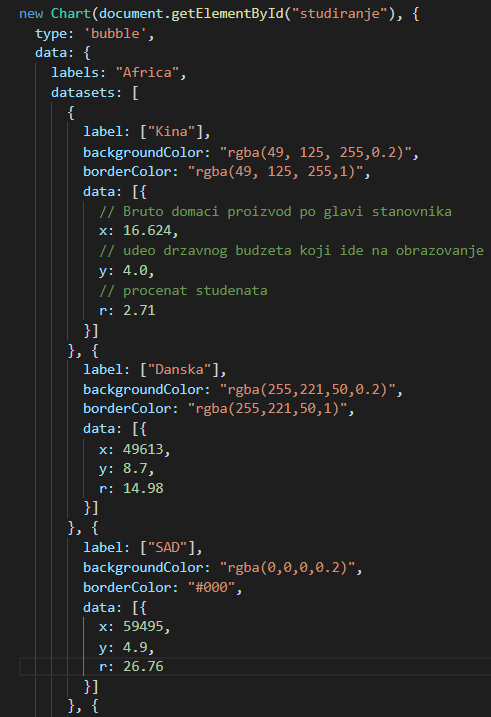 new Chart(document.getElementById("studiranje"), {
type: 'bubble',
data: {
labels: "Africa",
datasets: [
{
label: ["Kina"],
backgroundColor: "rgba(49, 125, 255,0.2)",
borderColor: "rgba(49, 125, 255,1)",
data: [{
// Bruto domaci proizvod po glavi stanovnika
x: 16.624,
// udeo drzavnog budzeta koji ide na obrazovanje
y: 4.0,
// procenat studenata
r: 2.71
}]
}, {
label: ["Danska"],
backgroundColor: "rgba(255,221,50,0.2)",
borderColor: "rgba(255,221,50,1)",
data: [{
x: 49613,
y: 8.7,
r: 14.98
}]
}, {
label: ["SAD"],
backgroundColor: "rgba(0,0,0,0.2)",
borderColor: "#000",
data: [{
x: 59495,
y: 4.9,
r: 26.76
}]
}, {